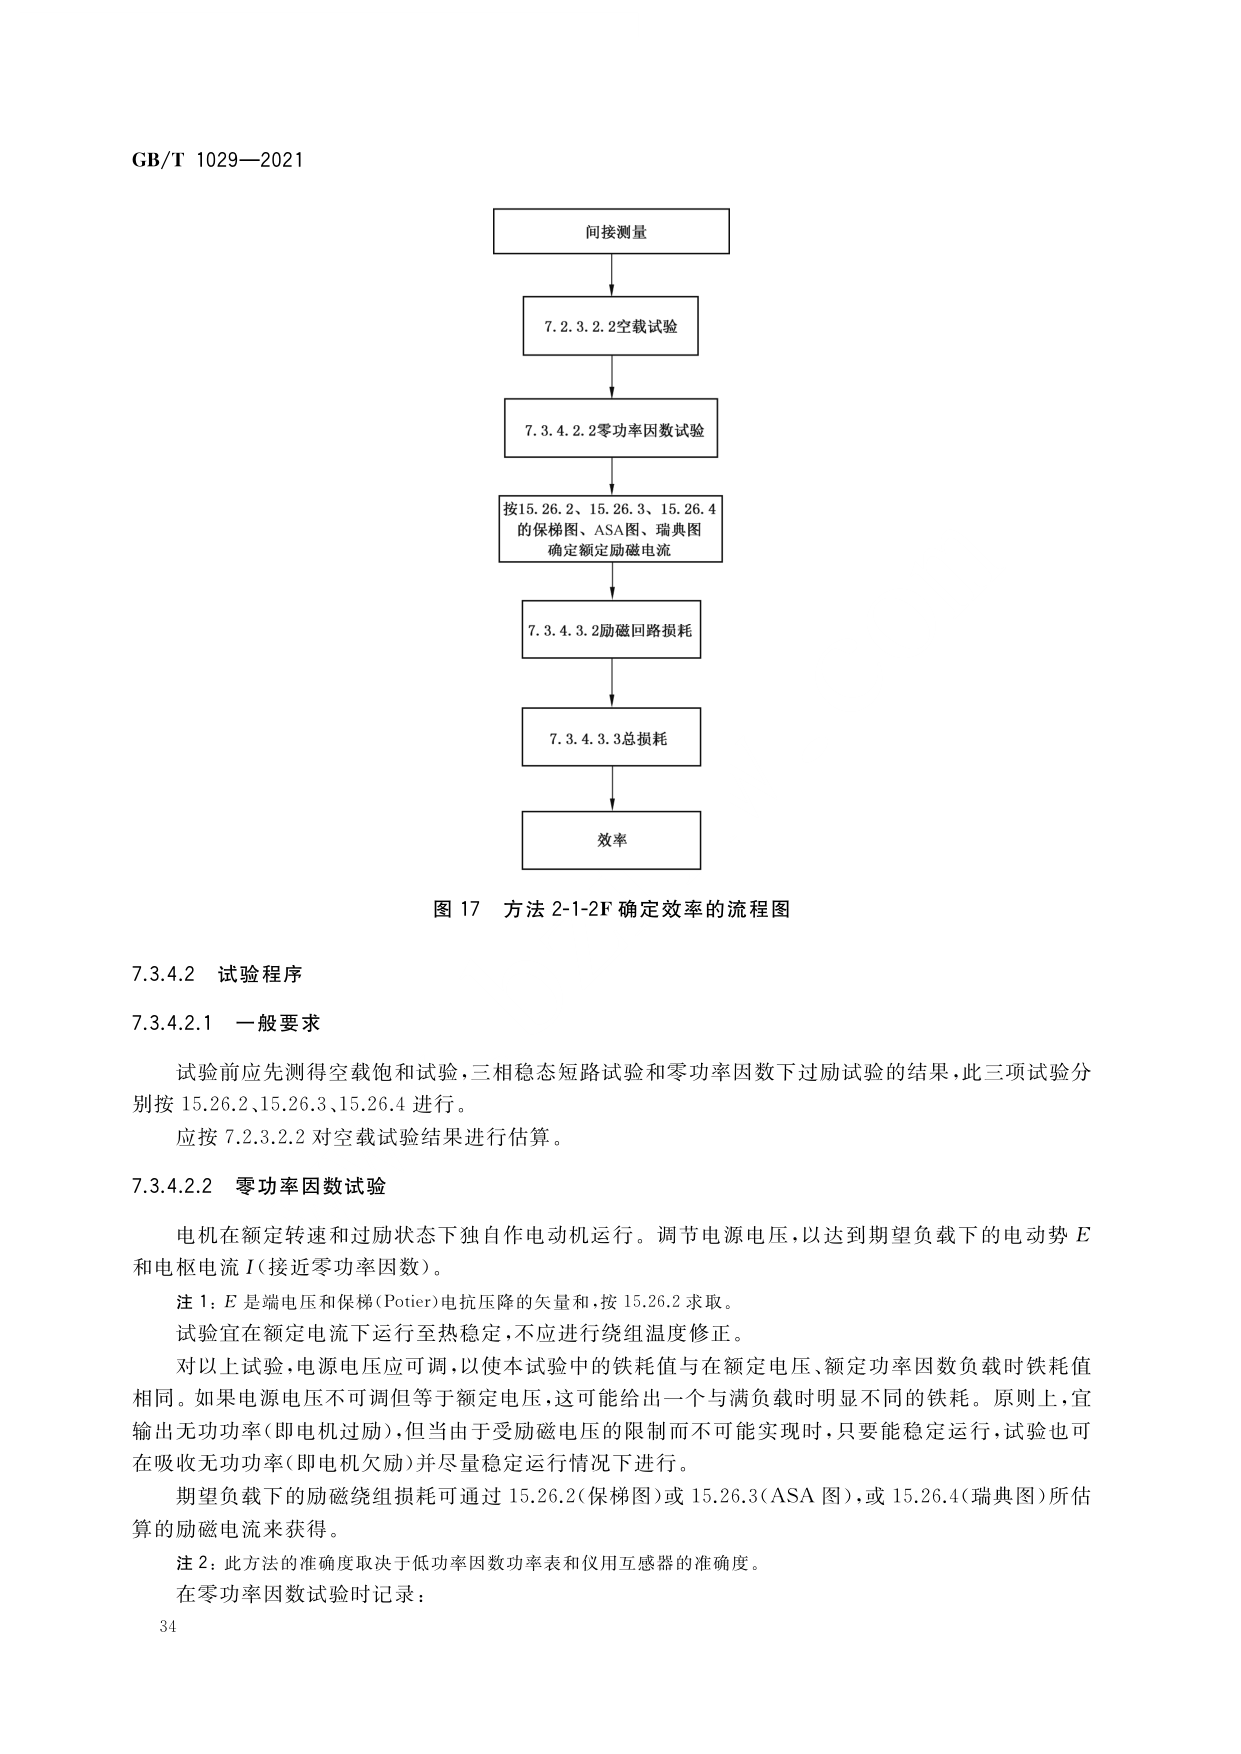 GB/T 1029—2021
间接测量
7.2.3.2.2空载试验
7.3.4.2.2零功率因数试验
按15.26.2、15.26.3、15.26.4
的保梯图、ASA图、瑞典图
确定额定励磁电流
7.3.4.3.2励磁回路损耗
7.3.4.3.3总损耗
效率
图 17 方法 2-1-2F 确定效率的流程图
7.3.4.2 试验程序
7.3.4.2.1 一般要求
试验前应先测得空载饱和试验,三相稳态短路试验和零功率因数下过励试验的结果,此三项试验分
别按 15.26.2、15.26.3、15.26.4 进行。
应按 7.2.3.2.2 对空载试验结果进行估算。
7.3.4.2.2 零功率因数试验
电机在额定转速和过励状态下独自作电动机运行。调节电源电压,以达到期望负载下的电动势 E
和电枢电流 I(接近零功率因数)。
注 1: E 是端电压和保梯(Potier)电抗压降的矢量和,按 15.26.2 求取。
试验宜在额定电流下运行至热稳定,不应进行绕组温度修正。
对以上试验,电源电压应可调,以使本试验中的铁耗值与在额定电压、额定功率因数负载时铁耗值
相同。如果电源电压不可调但等于额定电压,这可能给出一个与满负载时明显不同的铁耗。原则上,宜
输出无功功率(即电机过励),但当由于受励磁电压的限制而不可能实现时,只要能稳定运行,试验也可
在吸收无功功率(即电机欠励)并尽量稳定运行情况下进行。
期望负载下的励磁绕组损耗可通过 15.26.2(保梯图)或 15.26.3(ASA 图),或 15.26.4(瑞典图)所估
算的励磁电流来获得。
注 2: 此方法的准确度取决于低功率因数功率表和仪用互感器的准确度。
在零功率因数试验时记录:
34